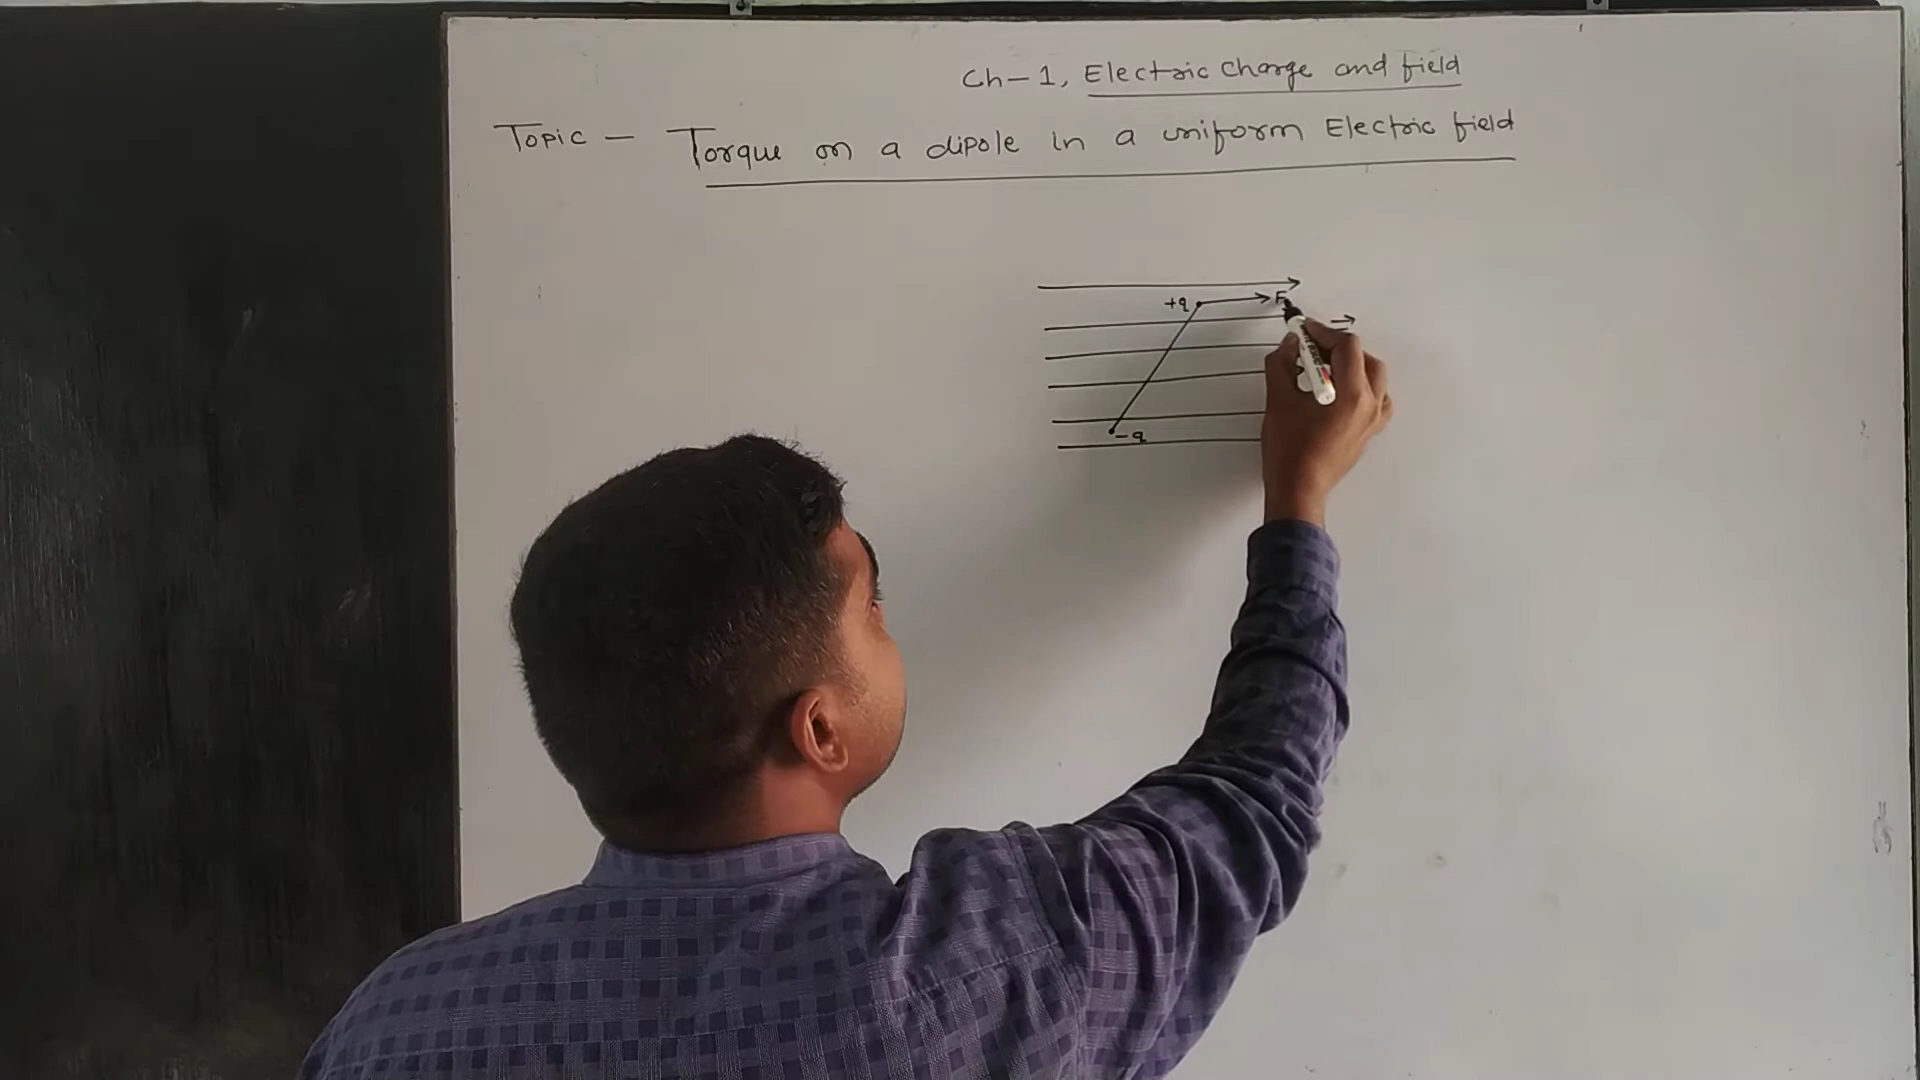 Ch-1, Electric Charge and field
Topic - Torque on a dipole in a uniform Electric field
+q F
-q